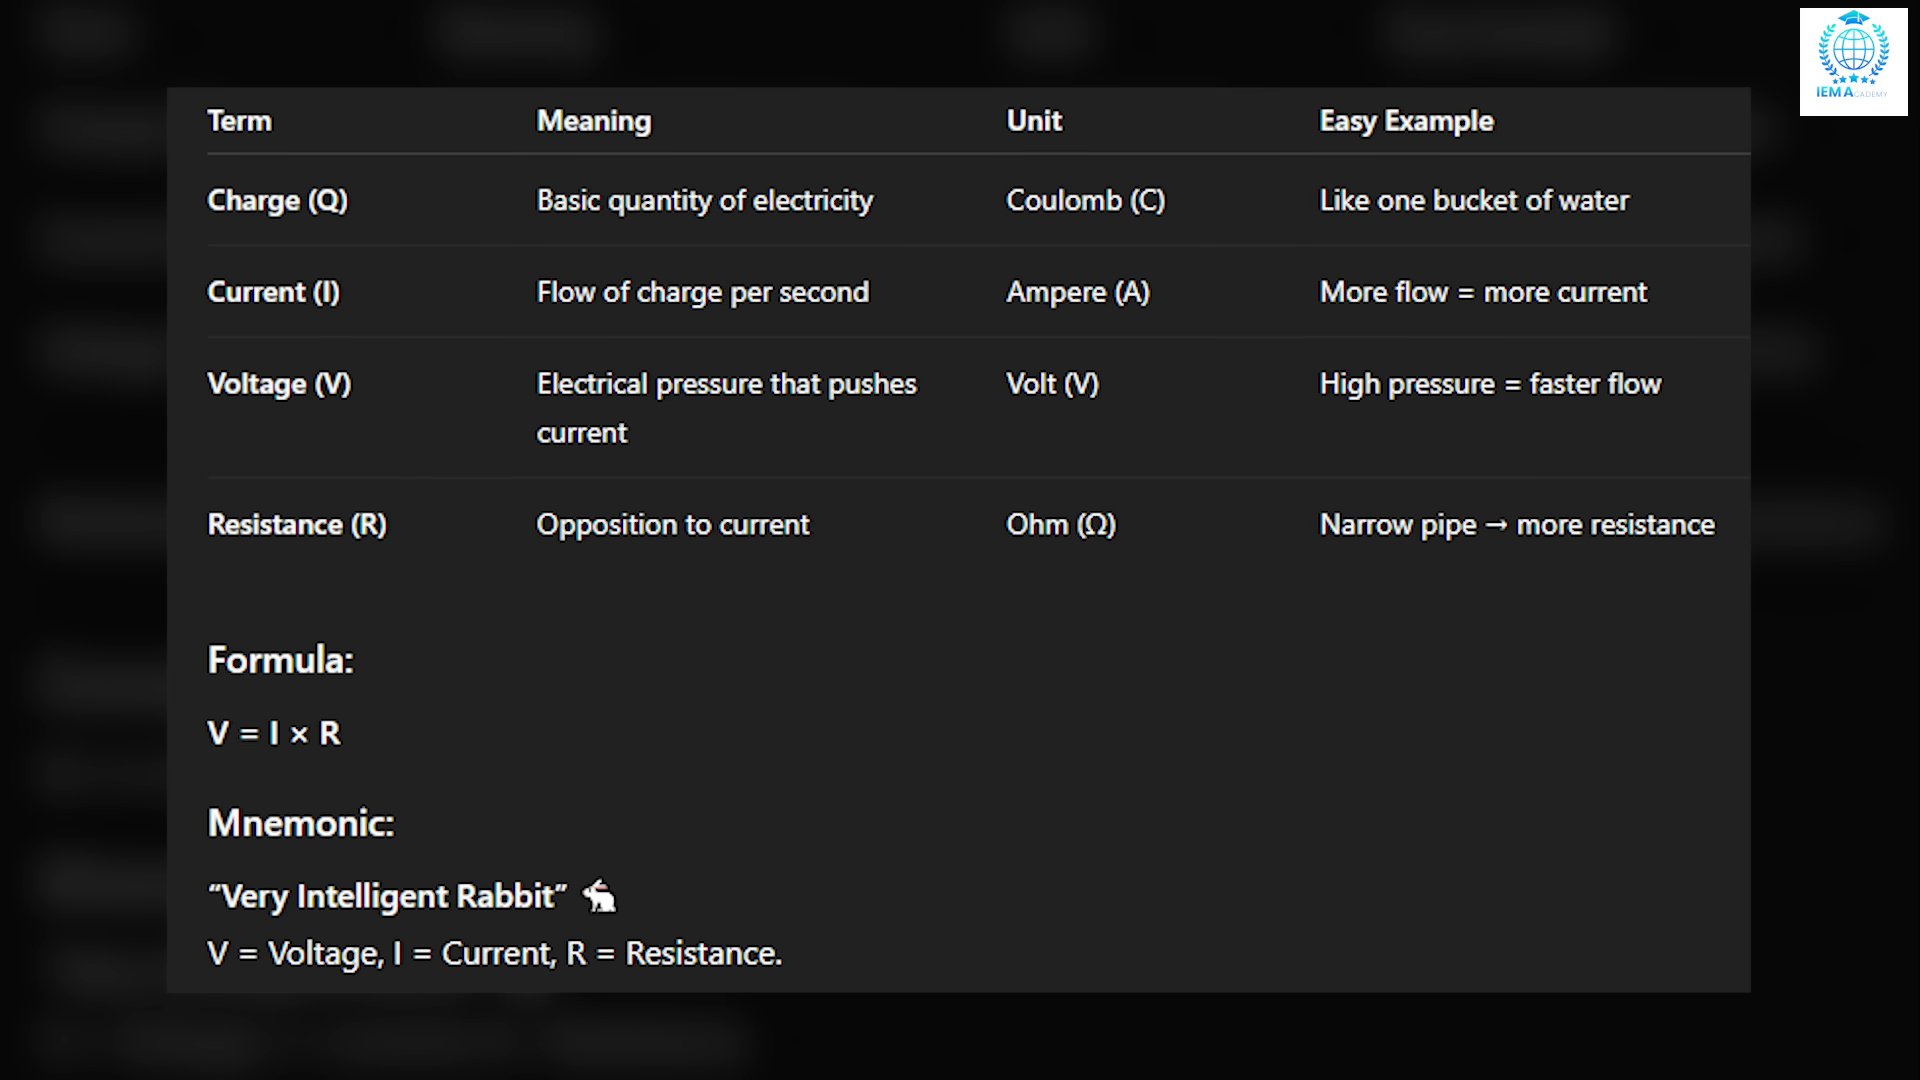 IEMACADEMY
Term Meaning Unit Easy Example
Charge (Q) Basic quantity of electricity Coulomb (C) Like one bucket of water
Current (I) Flow of charge per second Ampere (A) More flow = more current
Voltage (V) Electrical pressure that pushes current Volt (V) High pressure = faster flow
Resistance (R) Opposition to current Ohm (Ω) Narrow pipe → more resistance
Formula:
V = I × R
Mnemonic:
“Very Intelligent Rabbit” 🐇
V = Voltage, I = Current, R = Resistance.